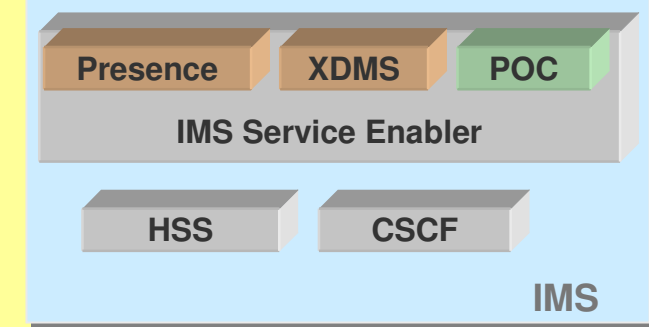 Presence XDMS POC
IMS Service Enabler
HSS CSCF
IMS